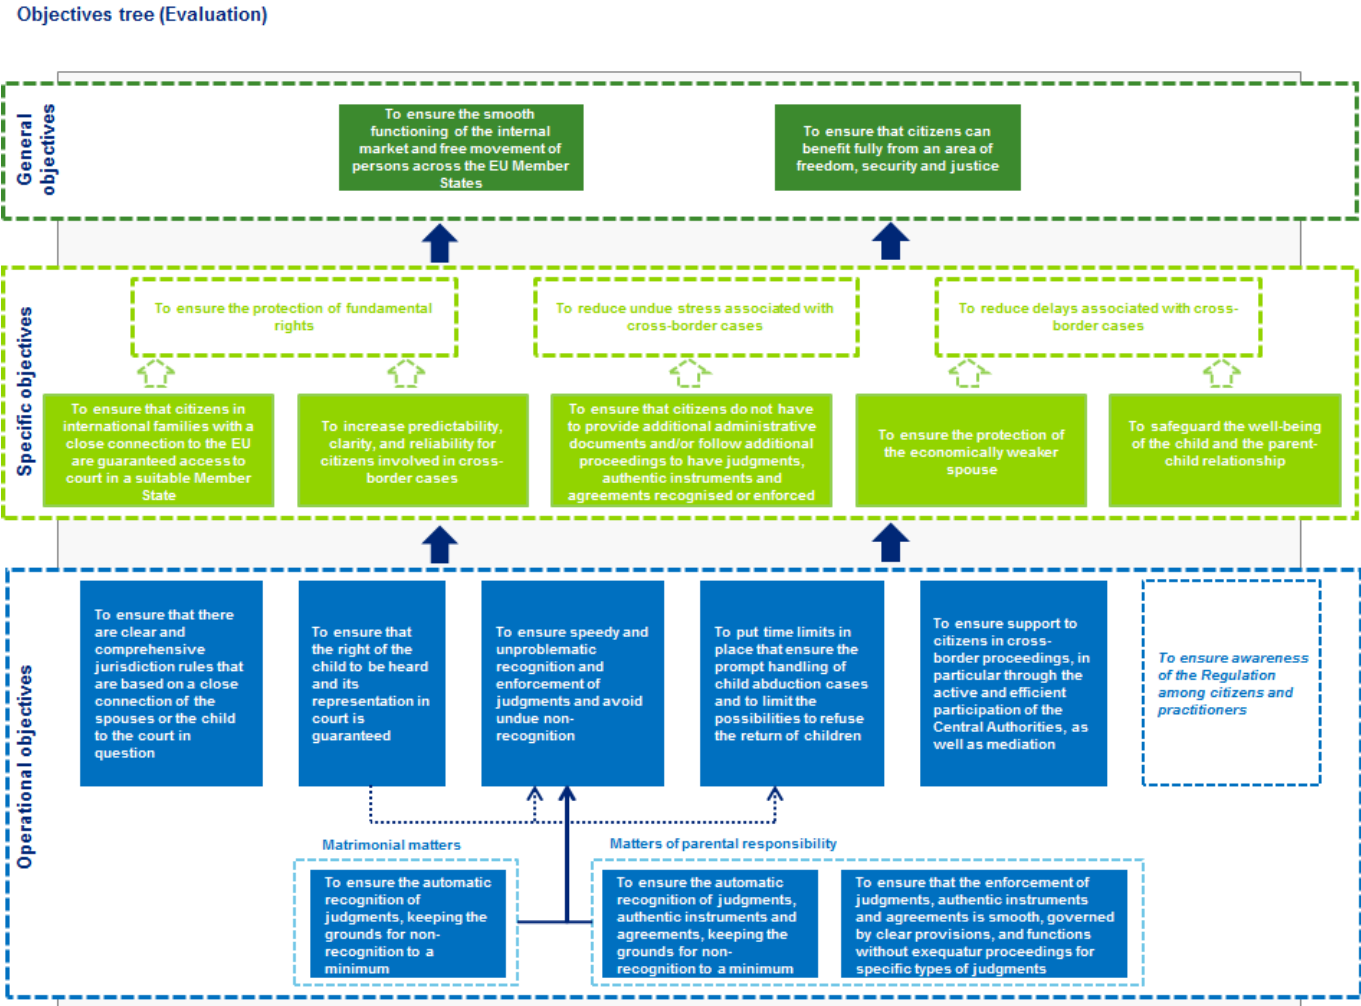 Objectives tree (Evaluation)
General
objectives
To ensure the smooth
functioning of the internal
market and free movement of
persons across the EU Member
States
To ensure that citizens can
benefit fully from an area of
freedom, security and justice
Specific objectives
To ensure the protection of fundamental
rights
To reduce undue stress associated with
cross-border cases
To reduce delays associated with cross-
border cases
To ensure that citizens in
international families with a
close connection to the EU
are guaranteed access to
court in a suitable Member
State
To increase predictability,
clarity, and reliability for
citizens involved in cross-
border cases
To ensure that citizens do not have
to provide additional administrative
documents and/or follow additional
proceedings to have judgments,
authentic instruments and
agreements recognised or enforced
To ensure the protection of
the economically weaker
spouse
To safeguard the well-being
of the child and the parent-
child relationship
Operational objectives
To ensure that there
are clear and
comprehensive
jurisdiction rules that
are based on a close
connection of the
spouses or the child
to the court in
question
To ensure that
the right of the
child to be heard
and its
representation in
court is
guaranteed
To ensure speedy and
unproblematic
recognition and
enforcement of
judgments and avoid
undue non-
recognition
To put time limits in
place that ensure the
prompt handling of
child abduction cases
and to limit the
possibilities to refuse
the return of children
To ensure support to
citizens in cross-
border proceedings, in
particular through the
active and efficient
participation of the
Central Authorities, as
well as mediation
To ensure awareness
of the Regulation
among citizens and
practitioners
Matrimonial matters
To ensure the automatic
recognition of
judgments, keeping the
grounds for non-
recognition to a
minimum
Matters of parental responsibility
To ensure the automatic
recognition of judgments,
authentic instruments and
agreements, keeping the
grounds for non-
recognition to a minimum
To ensure that the enforcement of
judgments, authentic instruments
and agreements is smooth, governed
by clear provisions, and functions
without exequatur proceedings for
specific types of judgments